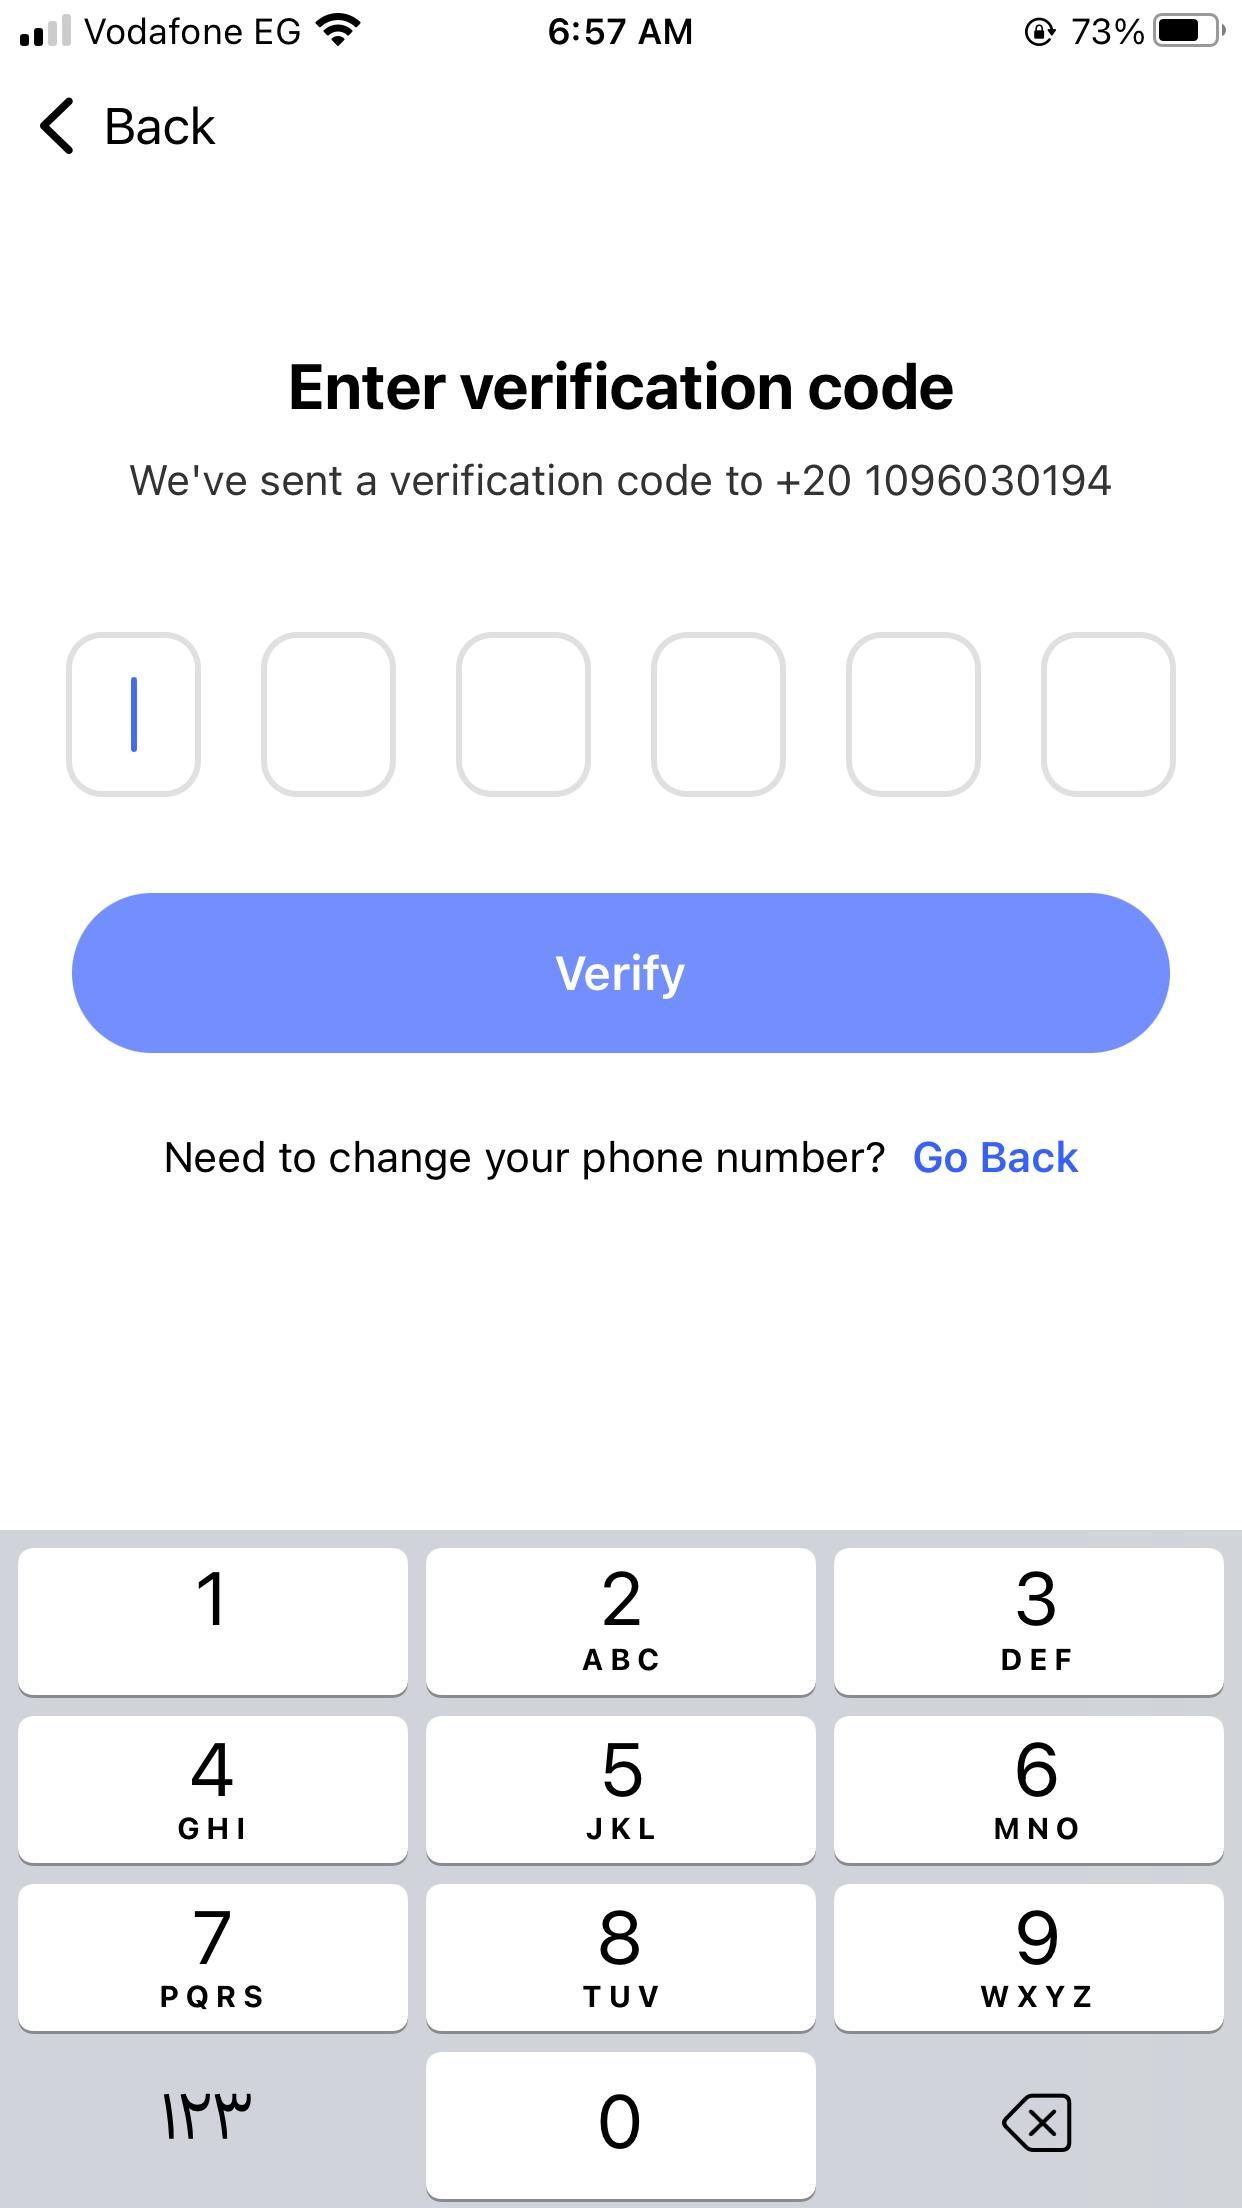 Vodafone EG 6:57 AM 73%
Back
Enter verification code
We've sent a verification code to +20 1096030194
Verify
Need to change your phone number? Go Back
1 2 3
ABC DEF
4 5 6
GHI JKL MNO
7 8 9
PQRS TUV WXYZ
١٢٣ 0